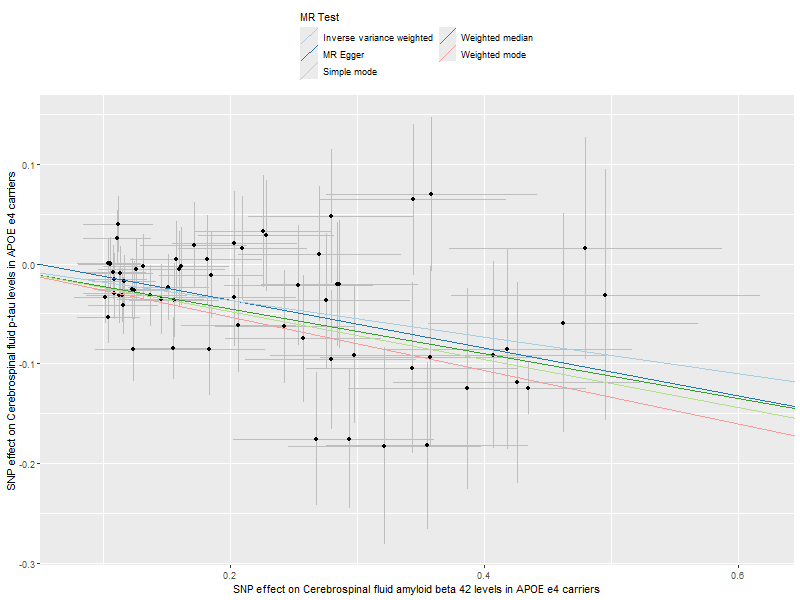 MR Test
Inverse variance weighted
Weighted median
MR Egger
Weighted mode
Simple mode
0.1
0.0
-0.1
-0.2
-0.3
SNP effect on Cerebrospinal fluid p-tau levels in APOE e4 carriers
0.2
0.4
0.6
SNP effect on Cerebrospinal fluid amyloid beta 42 levels in APOE e4 carriers